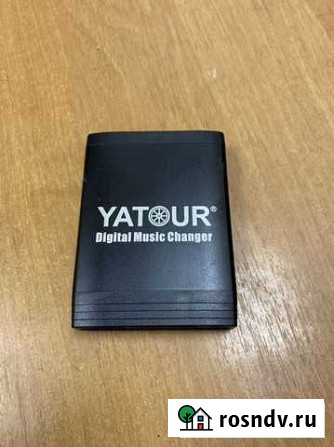 YATOUR®
Digital Music Changer
rosndv.ru